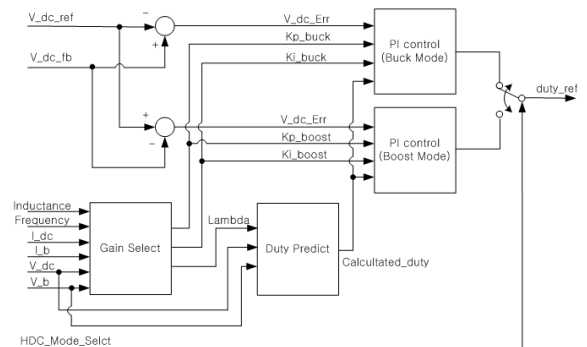 V_dc_ref
V_dc_fb
−
+
V_dc_Err
Kp_buck
Ki_buck
PI control
(Buck Mode)
duty_ref
+
−
V_dc_Err
Kp_boost
Ki_boost
PI control
(Boost Mode)
Inductance
Frequency
I_dc
I_b
V_dc
V_b
Gain Select
Lambda
Duty Predict
Calcultated_duty
HDC_Mode_Selct